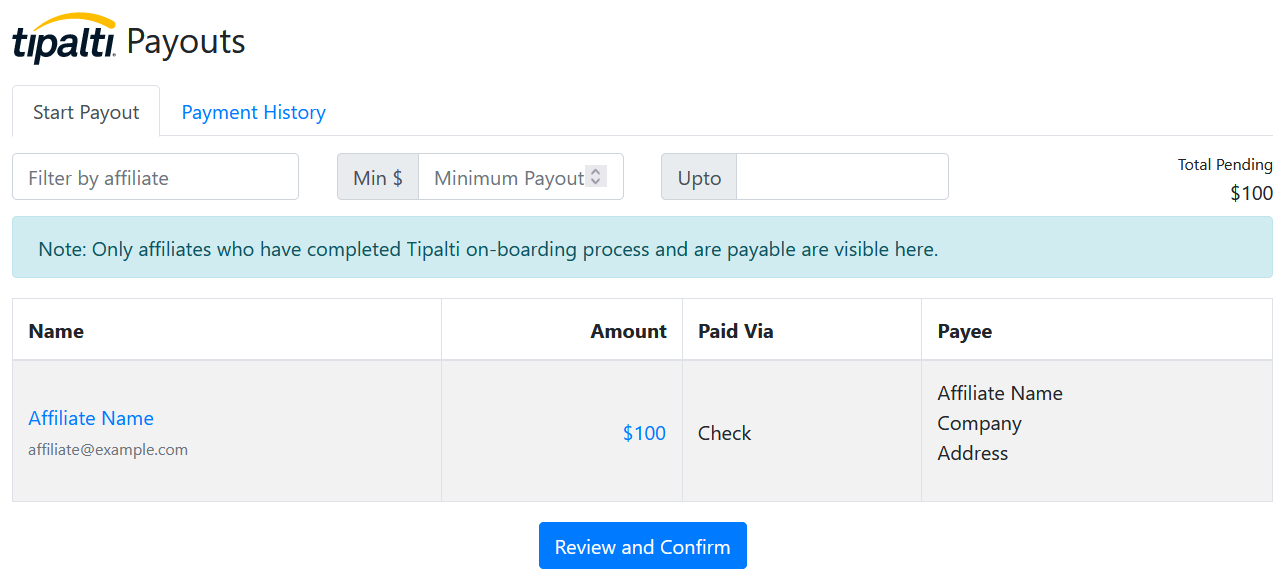 tipalti Payouts
Start Payout Payment History
Filter by affiliate Min $ Minimum Payout Upto Total Pending
$100
Note: Only affiliates who have completed Tipalti on-boarding process and are payable are visible here.
Name Amount Paid Via Payee
Affiliate Name
affiliate@example.com
$100
Check
Affiliate Name
Company
Address
Review and Confirm